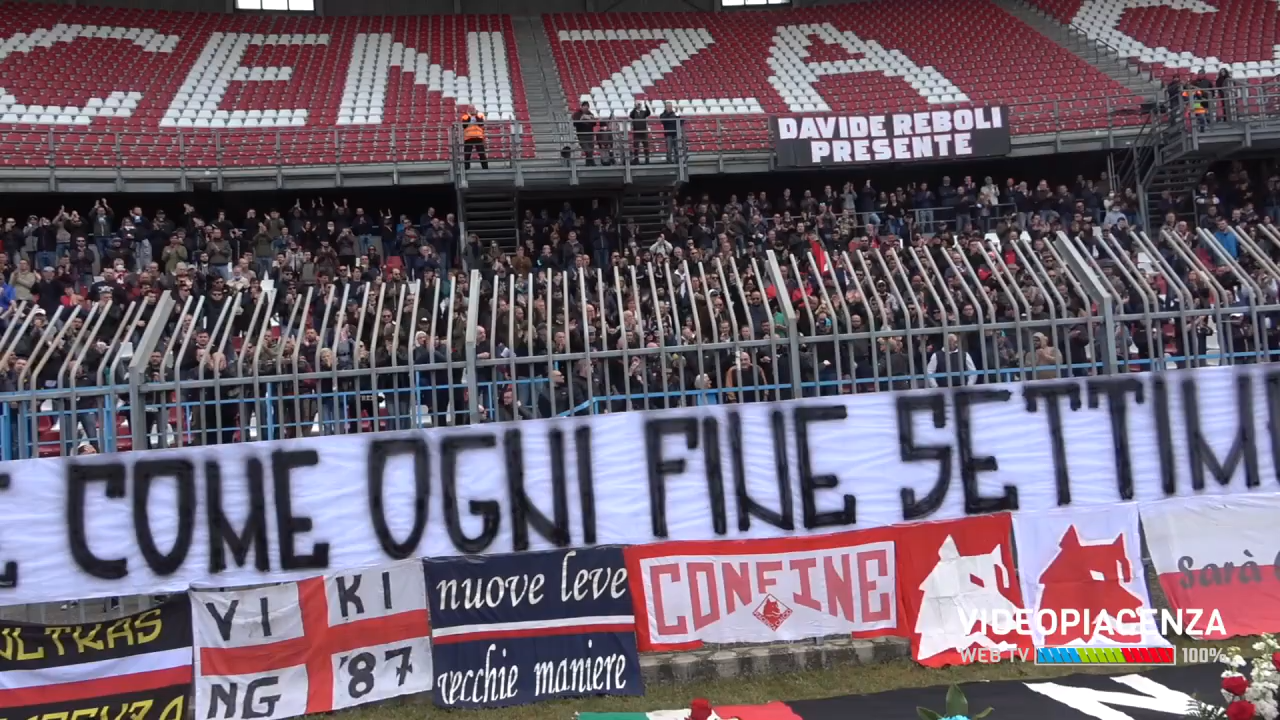 CENZA C
DAVIDE REBOLI
PRESENTE
E COME OGNI FINE SETTIM
ULTRAS
VI KI
NG '87
nuove leve
vecchie maniere
CONFINE
Sarà
VIDEOPIACENZA
WEB TV 100%